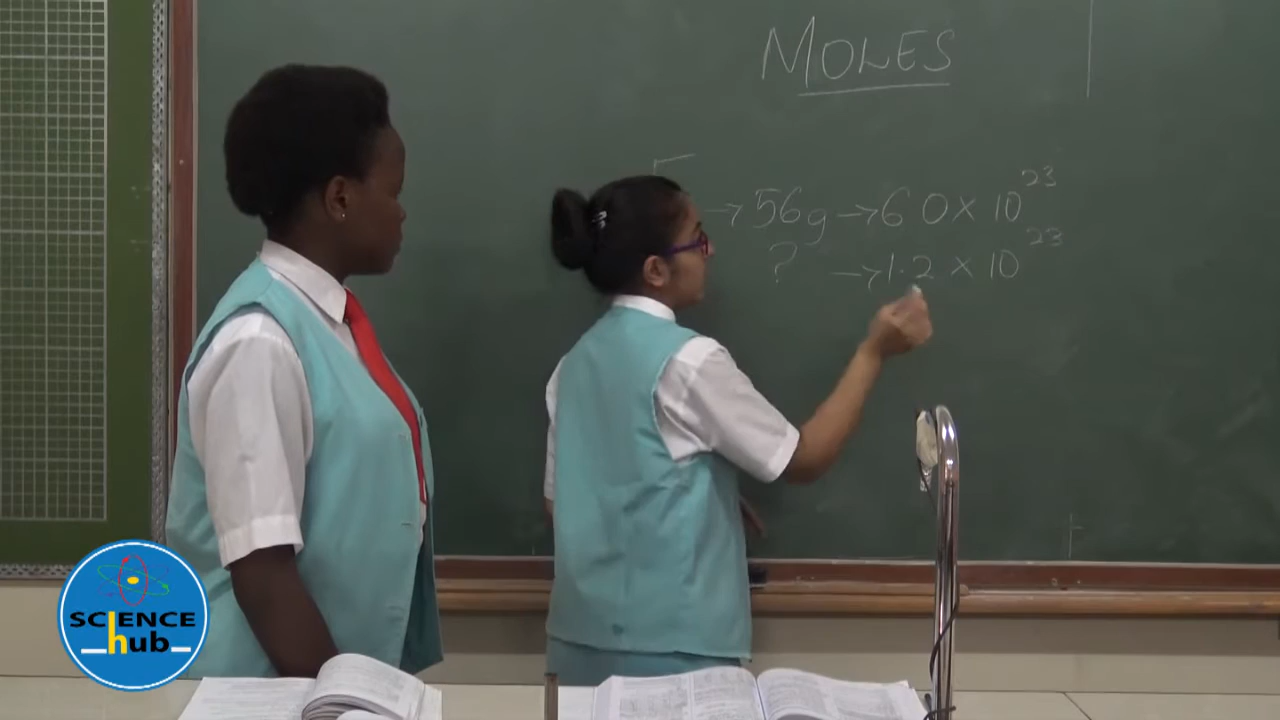 MOLES
→ 56g → 6 0 × 10²³
? → 1.2 × 10²³
SCIENCE
hub